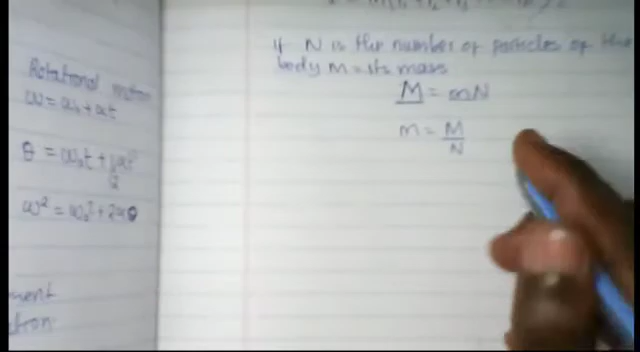 Rotational motion
ω = ω₀ + αt
θ = ω₀t + ½αt²
ω² = ω₀² + 2αθ
If N is the number of particles of the
body M = its mass
M = mN
m = M/N